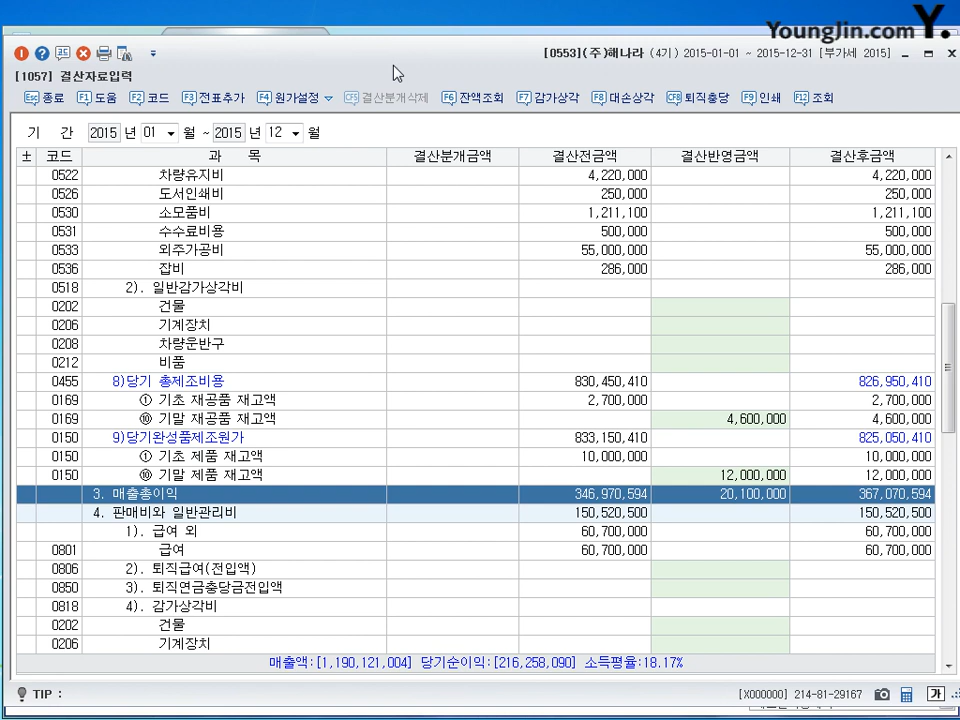 YoungJin.com Y.
[0553](주)해나라 (4기) 2015-01-01 ~ 2015-12-31 [부가세 2015]
[1057] 결산자료입력
Esc 종료 F1 도움 F2 코드 F3 전표추가 F4 원가설정 CF5 결산분개삭제 F6 잔액조회 F7 감가상각 F8 대손상각 CF8 퇴직충당 F9 인쇄 F12 조회
기 간 2015 년 01 월 ~ 2015 년 12 월
± 코드 과 목 결산분개금액 결산전금액 결산반영금액 결산후금액
0522 차량유지비 4,220,000 4,220,000
0526 도서인쇄비 250,000 250,000
0530 소모품비 1,211,100 1,211,100
0531 수수료비용 500,000 500,000
0533 외주가공비 55,000,000 55,000,000
0536 잡비 286,000 286,000
0518 2). 일반감가상각비
0202 건물
0206 기계장치
0208 차량운반구
0212 비품
0455 8)당기 총제조비용 830,450,410 826,950,410
0169 ① 기초 재공품 재고액 2,700,000 2,700,000
0169 ⑩ 기말 재공품 재고액 4,600,000 4,600,000
0150 9)당기완성품제조원가 833,150,410 825,050,410
0150 ① 기초 제품 재고액 10,000,000 10,000,000
0150 ⑩ 기말 제품 재고액 12,000,000 12,000,000
3. 매출총이익 346,970,594 20,100,000 367,070,594
4. 판매비와 일반관리비 150,520,500 150,520,500
1). 급여 외 60,700,000 60,700,000
0801 급여 60,700,000 60,700,000
0806 2). 퇴직급여(전입액)
0850 3). 퇴직연금충당금전입액
0818 4). 감가상각비
0202 건물
0206 기계장치
매출액:[1,190,121,004] 당기순이익:[216,258,090] 소득평율:18.17%
TIP : [X000000] 214-81-29167 가